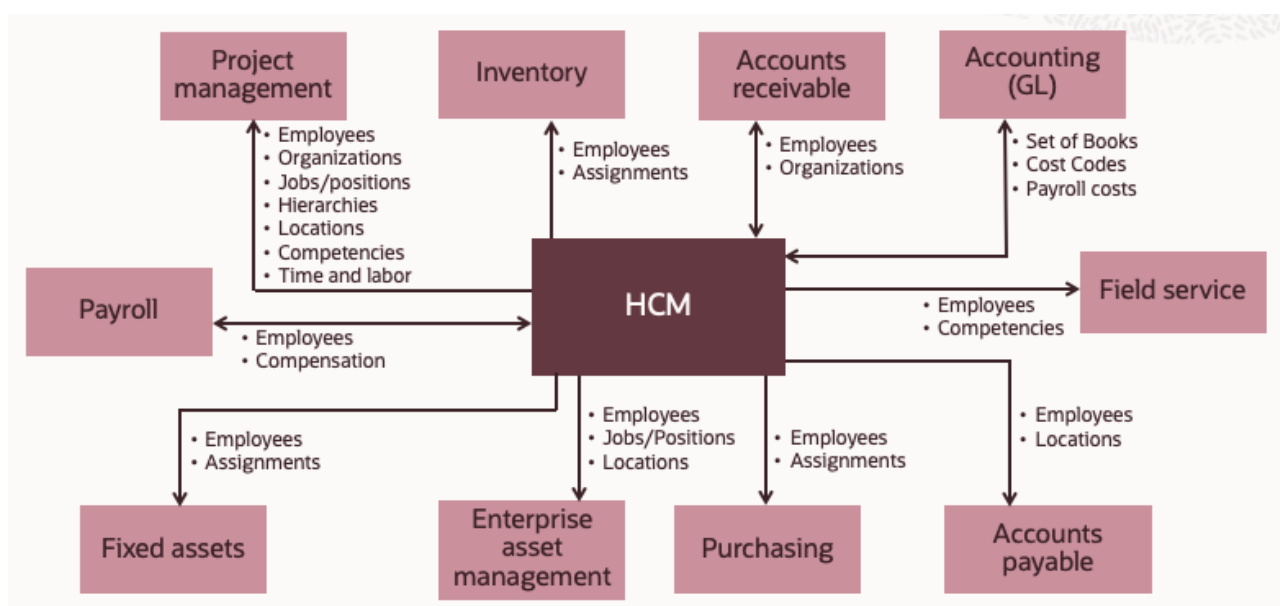 Project
management
Inventory
Accounts
receivable
Accounting
(GL)
• Employees
• Organizations
• Jobs/positions
• Hierarchies
• Locations
• Competencies
• Time and labor
• Employees
• Assignments
• Employees
• Organizations
• Set of Books
• Cost Codes
• Payroll costs
Payroll
HCM
Field service
• Employees
• Compensation
• Employees
• Competencies
• Employees
• Assignments
• Employees
• Jobs/Positions
• Locations
• Employees
• Assignments
• Employees
• Locations
Fixed assets
Enterprise
asset
management
Purchasing
Accounts
payable